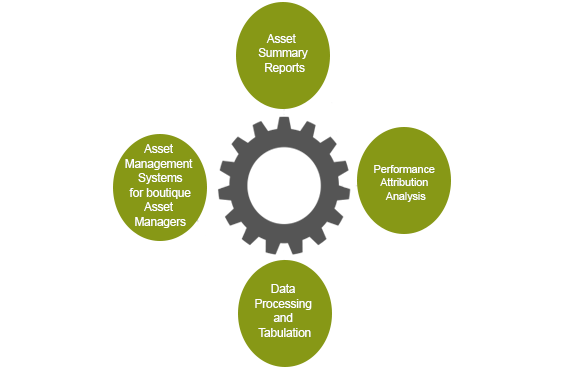 Asset
Summary
Reports
Asset
Management
Systems
for boutique
Asset
Managers
Performance
Attribution
Analysis
Data
Processing
and
Tabulation